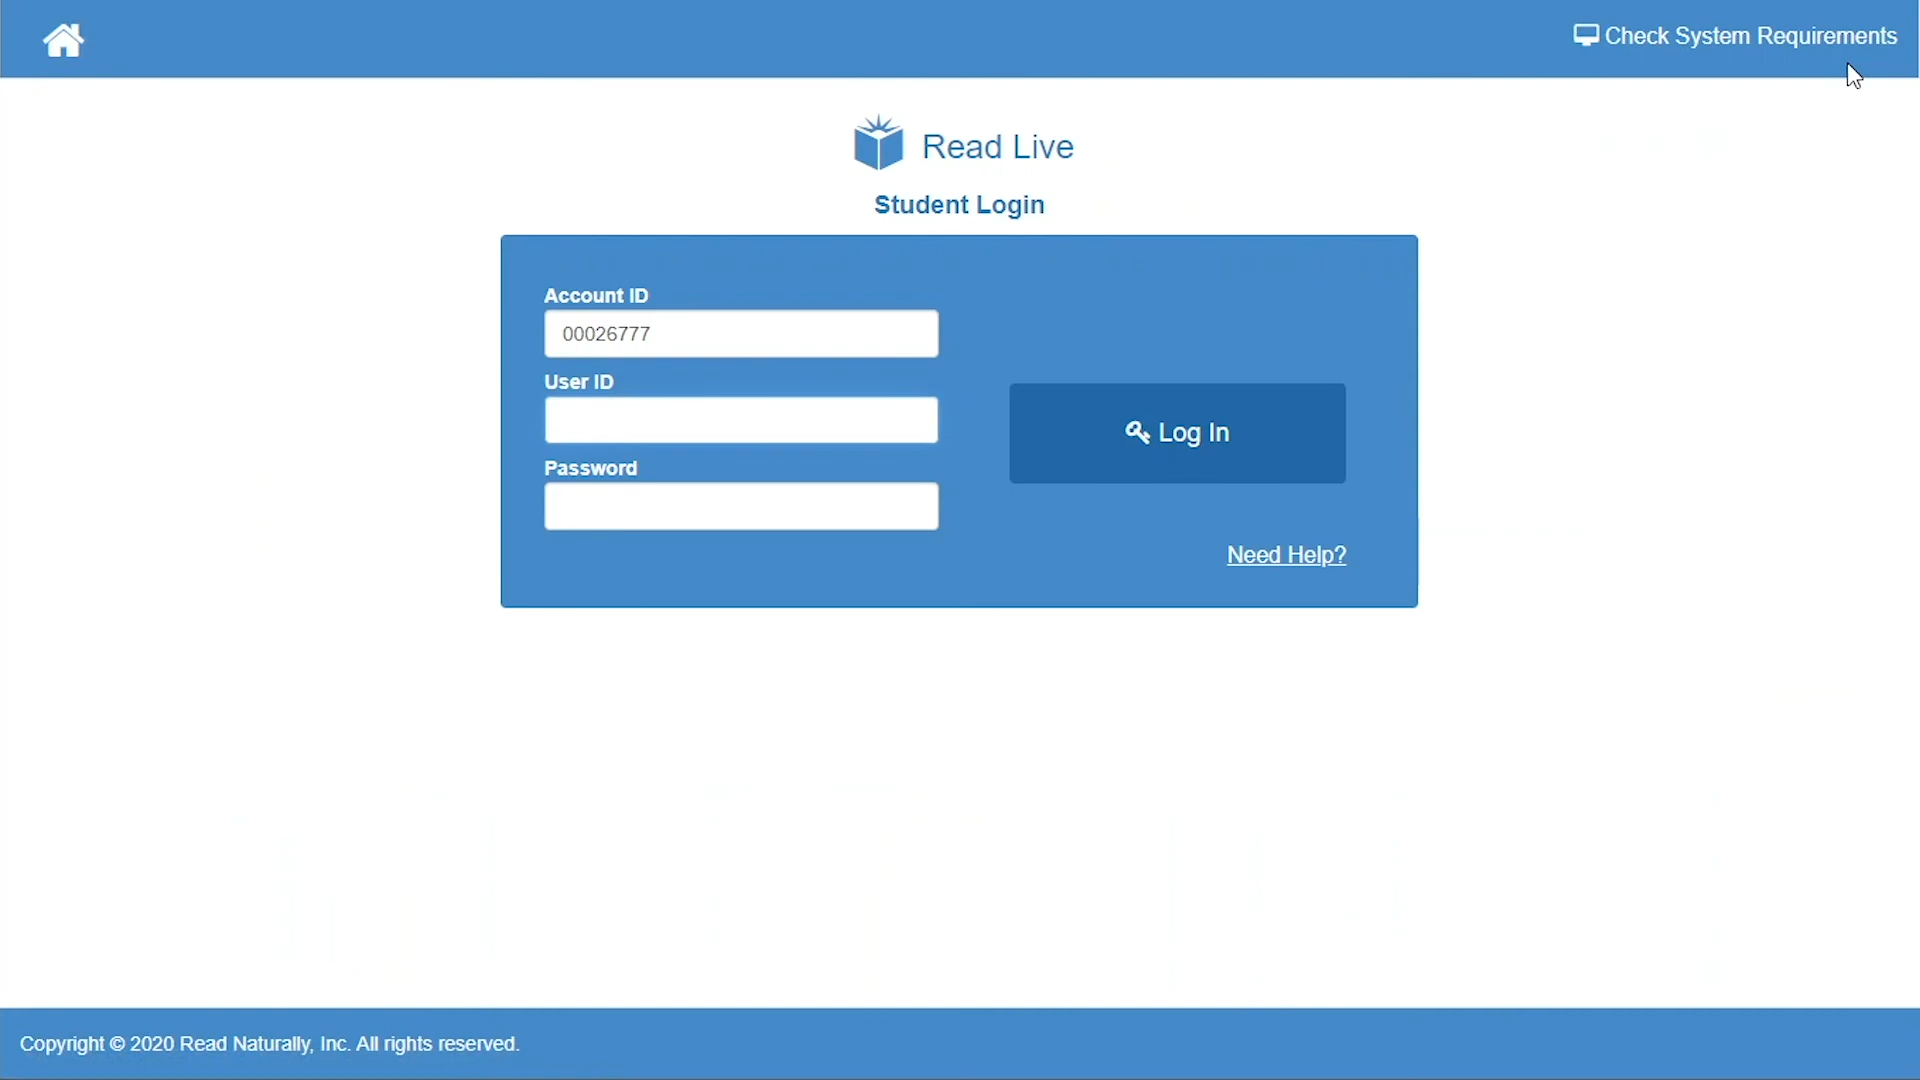 Check System Requirements
Read Live
Student Login
Account ID
00026777
User ID
Log In
Password
Need Help?
Copyright © 2020 Read Naturally, Inc. All rights reserved.